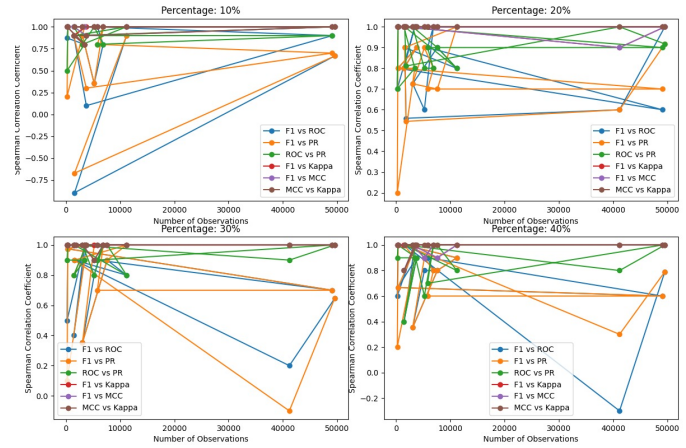 Percentage: 10%
Spearman Correlation Coefficient
1.00
0.75
0.50
0.25
0.00
−0.25
−0.50
−0.75
F1 vs ROC
F1 vs PR
ROC vs PR
F1 vs Kappa
F1 vs MCC
MCC vs Kappa
0 10000 20000 30000 40000 50000
Number of Observations
Percentage: 20%
Spearman Correlation Coefficient
1.0
0.9
0.8
0.7
0.6
0.5
0.4
0.3
0.2
F1 vs ROC
F1 vs PR
ROC vs PR
F1 vs Kappa
F1 vs MCC
MCC vs Kappa
0 10000 20000 30000 40000 50000
Number of Observations
Percentage: 30%
Spearman Correlation Coefficient
1.0
0.8
0.6
0.4
0.2
0.0
F1 vs ROC
F1 vs PR
ROC vs PR
F1 vs Kappa
F1 vs MCC
MCC vs Kappa
0 10000 20000 30000 40000 50000
Number of Observations
Percentage: 40%
Spearman Correlation Coefficient
1.0
0.8
0.6
0.4
0.2
0.0
−0.2
F1 vs ROC
F1 vs PR
ROC vs PR
F1 vs Kappa
F1 vs MCC
MCC vs Kappa
0 10000 20000 30000 40000 50000
Number of Observations